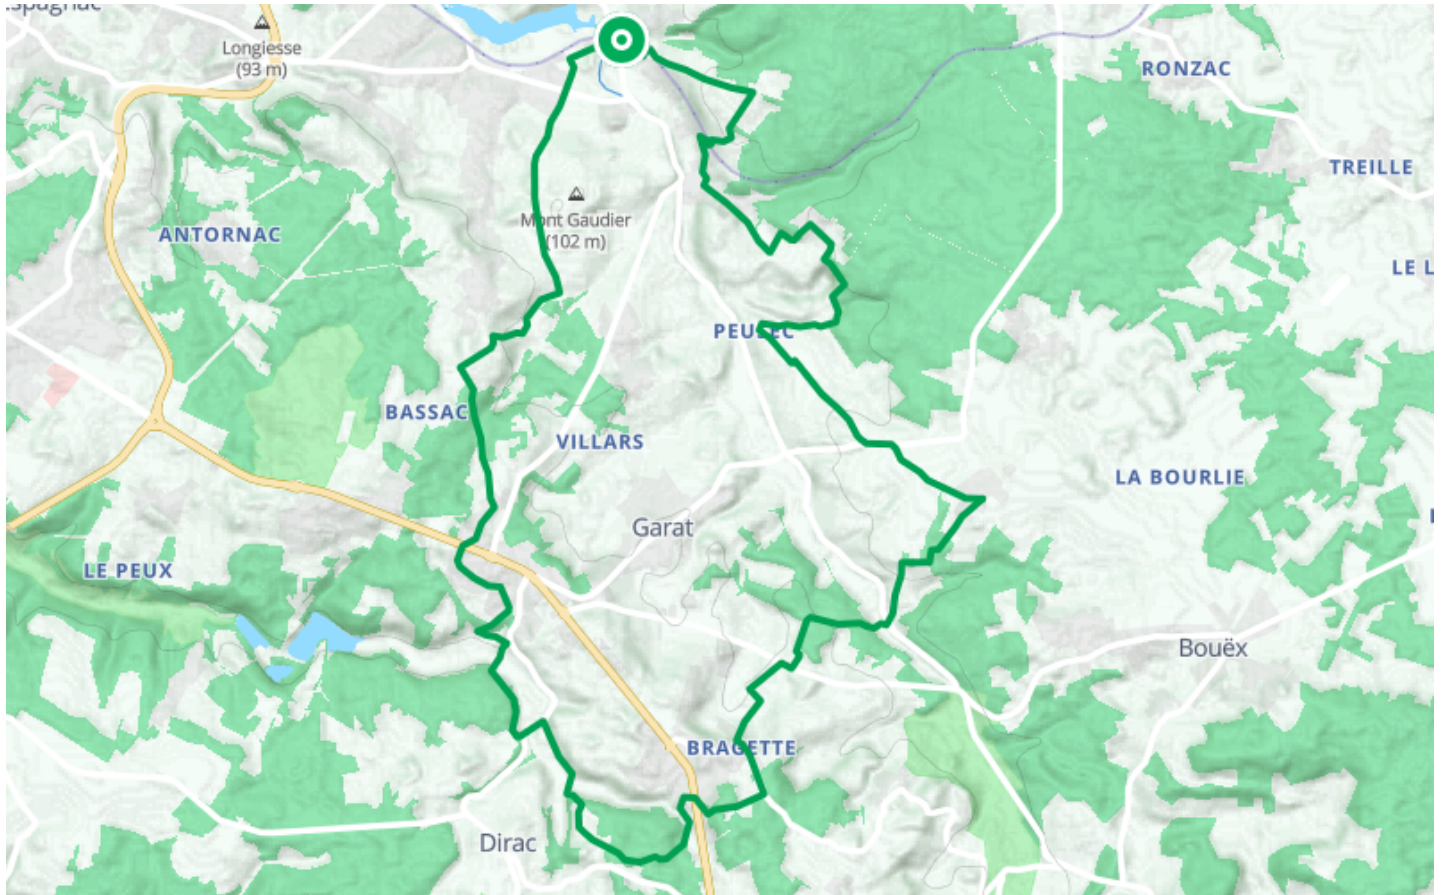 Longiesse
(93 m)
RONZAC
TREILLE
Mont Gaudier
(102 m)
ANTORNAC
LE L
BASSAC
VILLARS
LA BOURLIE
Garat
LE PEUX
Bouëx
BRAGETTE
Dirac